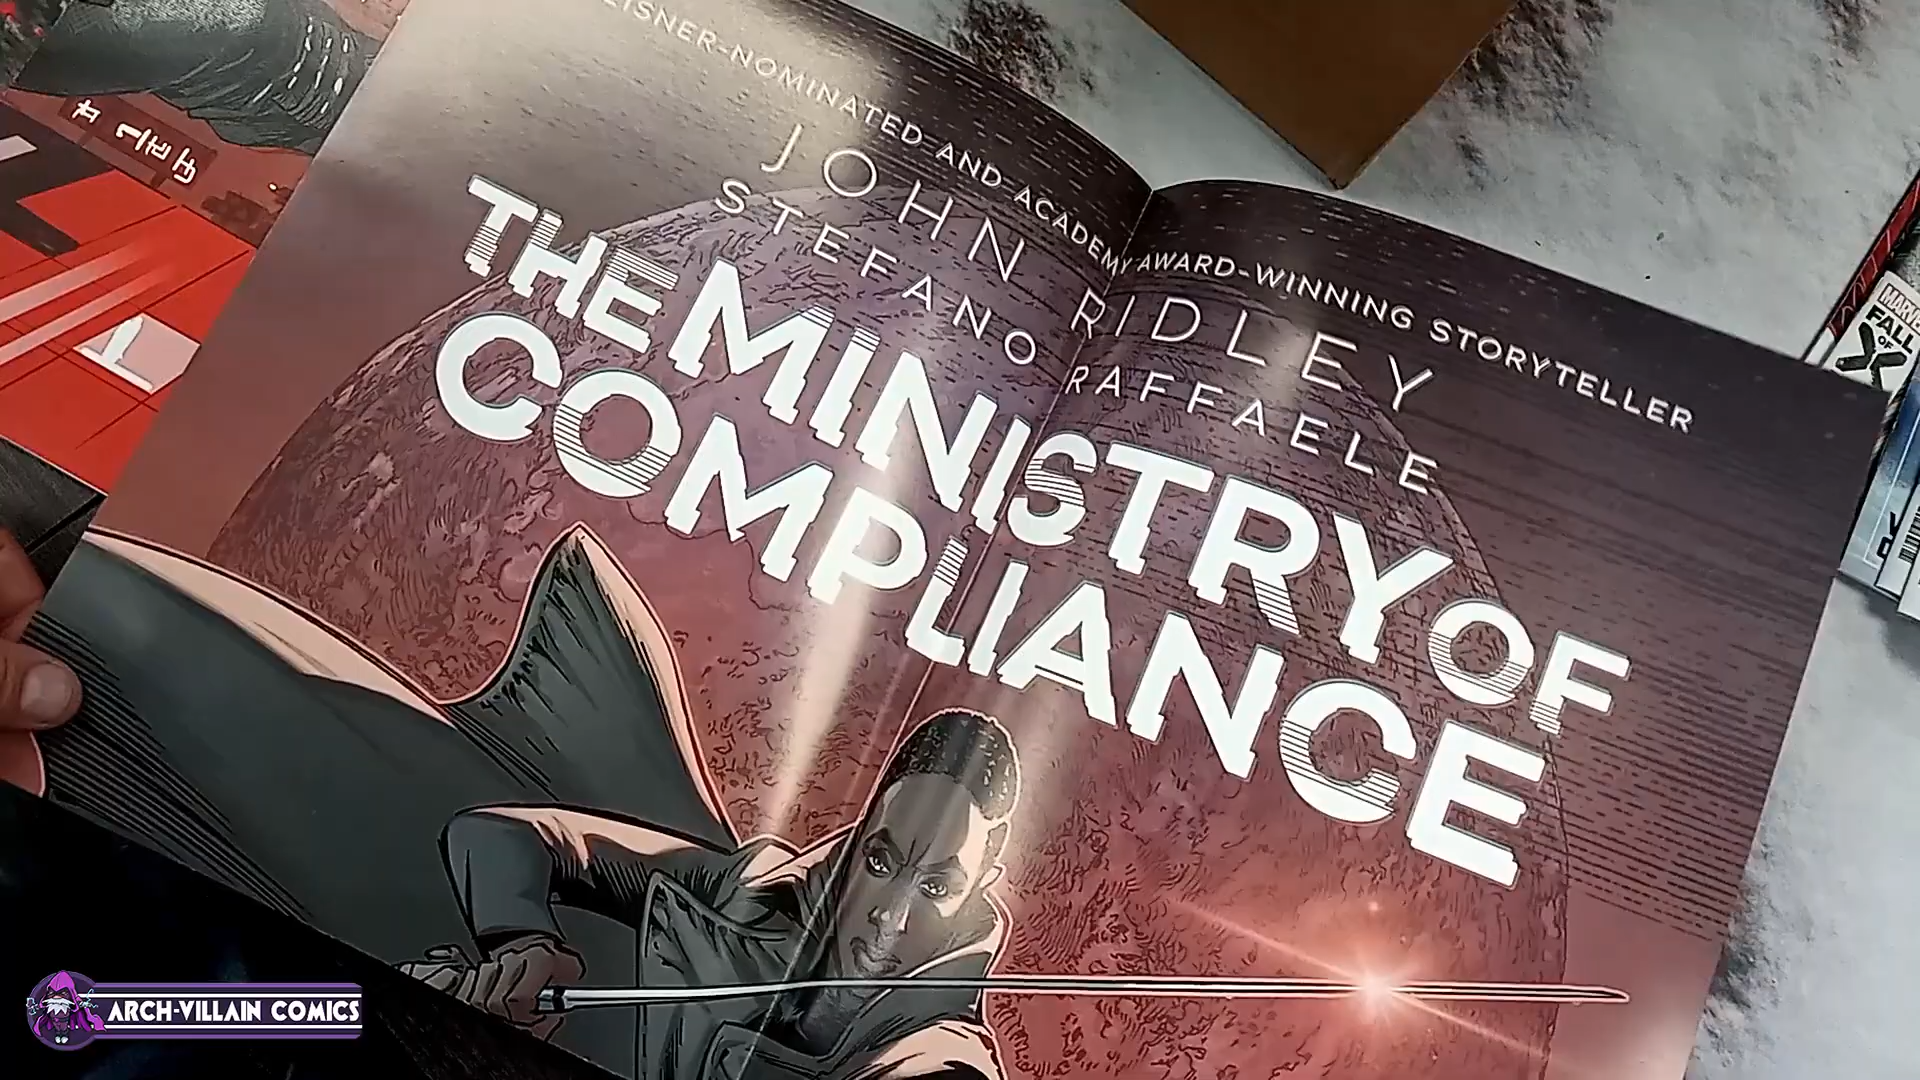 EISNER-NOMINATED AND ACADEMY AWARD-WINNING STORYTELLER
JOHN RIDLEY
STEFANO RAFFAELE
THE MINISTRY OF
COMPLIANCE
MARVEL
FALL
OF
X
ARCH-VILLAIN COMICS